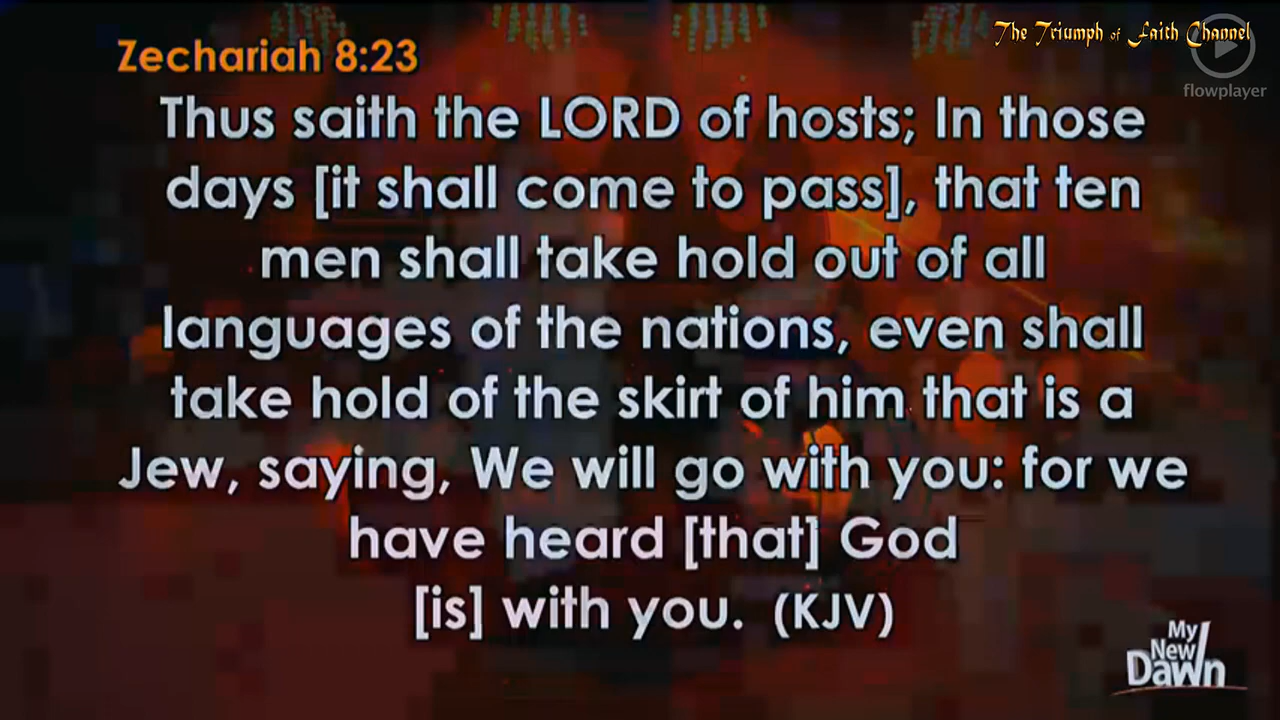 The Triumph of Faith Channel
flowplayer
Zechariah 8:23
Thus saith the LORD of hosts; In those
days [it shall come to pass], that ten
men shall take hold out of all
languages of the nations, even shall
take hold of the skirt of him that is a
Jew, saying, We will go with you: for we
have heard [that] God
[is] with you. (KJV)
My
New
Dawn